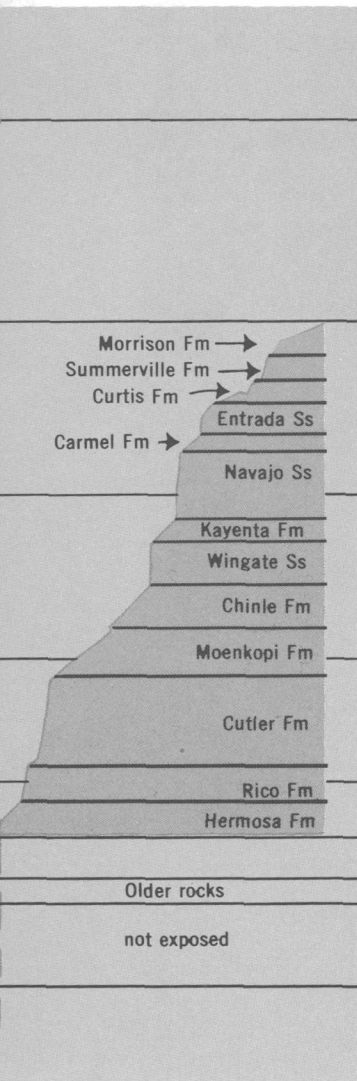 Morrison Fm
Summerville Fm
Curtis Fm
Entrada Ss
Carmel Fm
Navajo Ss
Kayenta Fm
Wingate Ss
Chinle Fm
Moenkopi Fm
Cutler Fm
Rico Fm
Hermosa Fm
Older rocks
not exposed